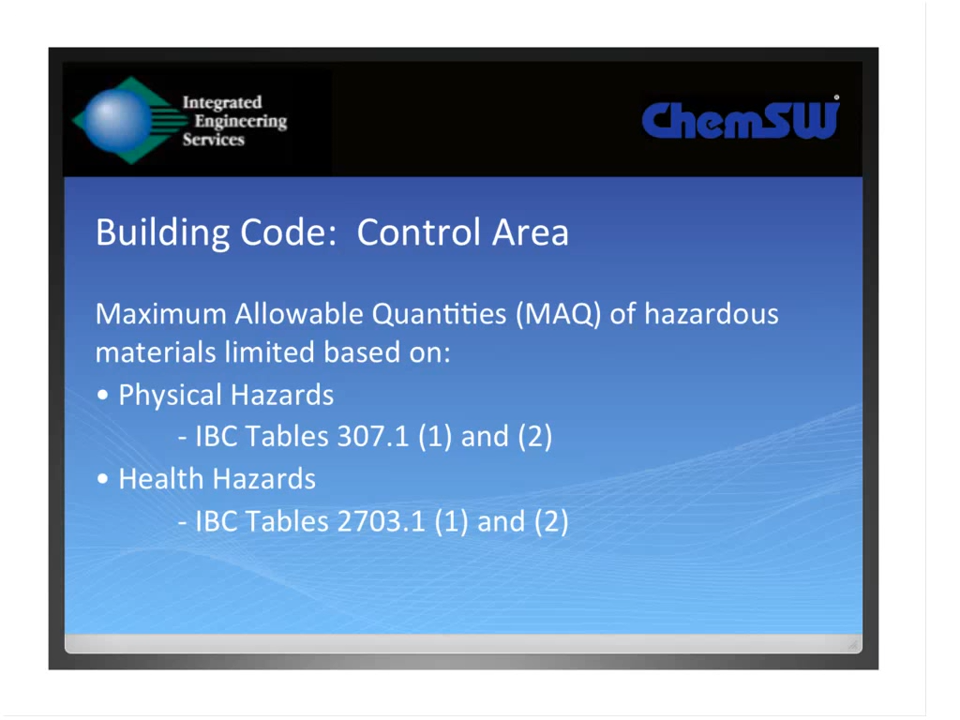 Integrated
Engineering
Services
ChemSW®
Building Code: Control Area
Maximum Allowable Quantities (MAQ) of hazardous
materials limited based on:
• Physical Hazards
- IBC Tables 307.1 (1) and (2)
• Health Hazards
- IBC Tables 2703.1 (1) and (2)